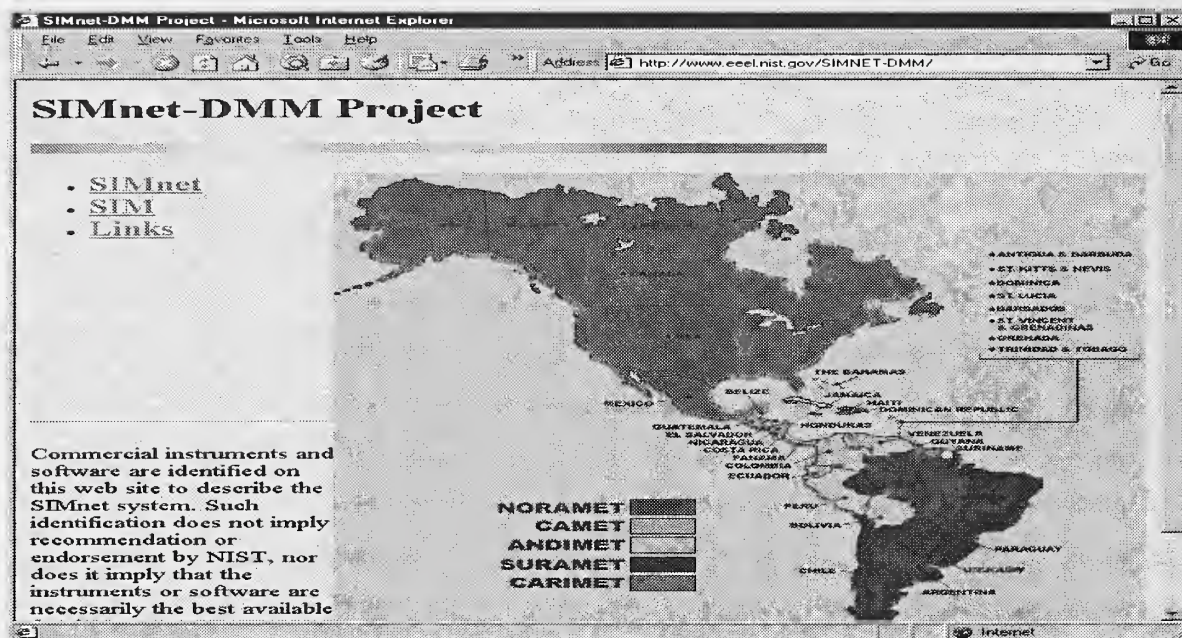 SIMnet-DMM Project - Microsoft Internet Explorer
File Edit View Favorites Tools Help
» Address http://www.eeel.nist.gov/SIMNET-DMM/ Go
SIMnet-DMM Project
• SIMnet
• SIM
• Links
CANADA
ANTIGUA & BARBUDA
ST. KITTS & NEVIS
DOMINICA
ST. LUCIA
BARBADOS
ST. VINCENT
& GRENADINAS
GRENADA
TRINIDAD & TOBAGO
THE BAHAMAS
BELIZE
JAMAICA
MEXICO
HAITI
DOMINICAN REPUBLIC
GUATEMALA
HONDURAS
EL SALVADOR
VENEZUELA
NICARAGUA
GUYANA
COSTA RICA
SURINAME
PANAMA
COLOMBIA
ECUADOR
PERU
BOLIVIA
PARAGUAY
CHILE
URUGUAY
ARGENTINA
Commercial instruments and
software are identified on
this web site to describe the
SIMnet system. Such
identification does not imply
recommendation or
endorsement by NIST, nor
does it imply that the
instruments or software are
necessarily the best available
NORAMET
CAMET
ANDIMET
SURAMET
CARIMET
Internet